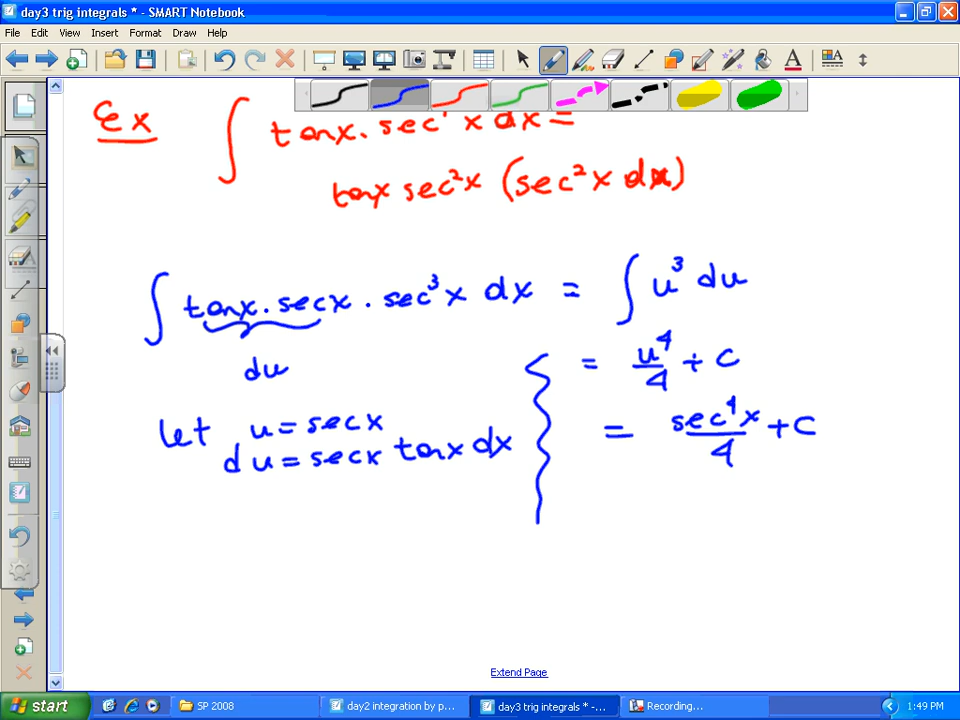 day3 trig integrals * - SMART Notebook
File Edit View Insert Format Draw Help
Ex ∫ tanx · sec⁴ x dx =
tanx sec²x (sec²x dx)
∫ tanx · secx · sec³x dx = ∫ u³ du
du
= u⁴/4 + C
let u = secx
du = secx tanx dx
= sec⁴x/4 + C
Extend Page
start
SP 2008
day2 integration by p...
day3 trig integrals * -...
Recording...
1:49 PM